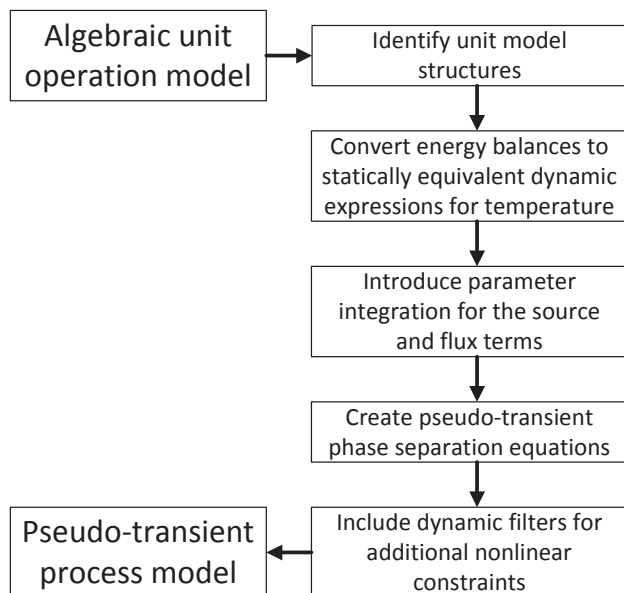 Algebraic unit
operation model
Identify unit model
structures
Convert energy balances to
statically equivalent dynamic
expressions for temperature
Introduce parameter
integration for the source
and flux terms
Create pseudo-transient
phase separation equations
Include dynamic filters for
additional nonlinear
constraints
Pseudo-transient
process model